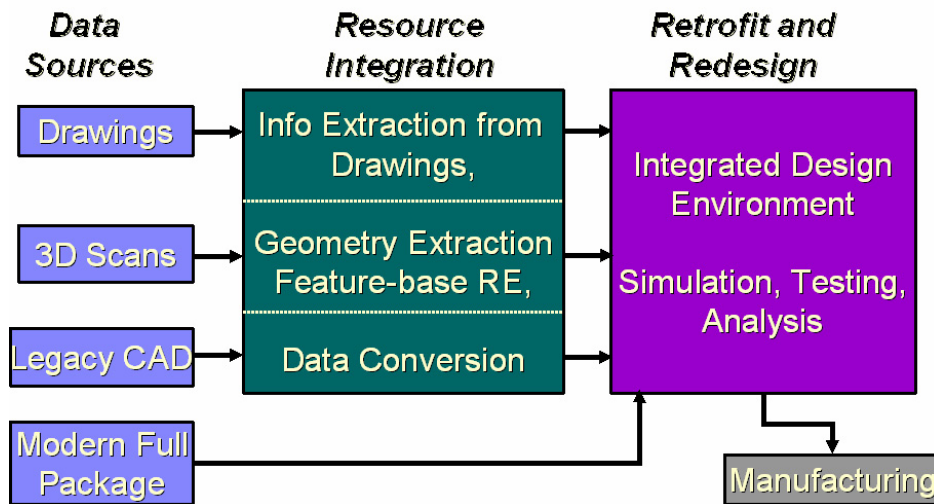 Data
Sources
Resource
Integration
Retrofit and
Redesign
Drawings
Info Extraction from
Drawings,
3D Scans
Geometry Extraction
Feature-base RE,
Legacy CAD
Data Conversion
Modern Full
Package
Integrated Design
Environment
Simulation, Testing,
Analysis
Manufacturing